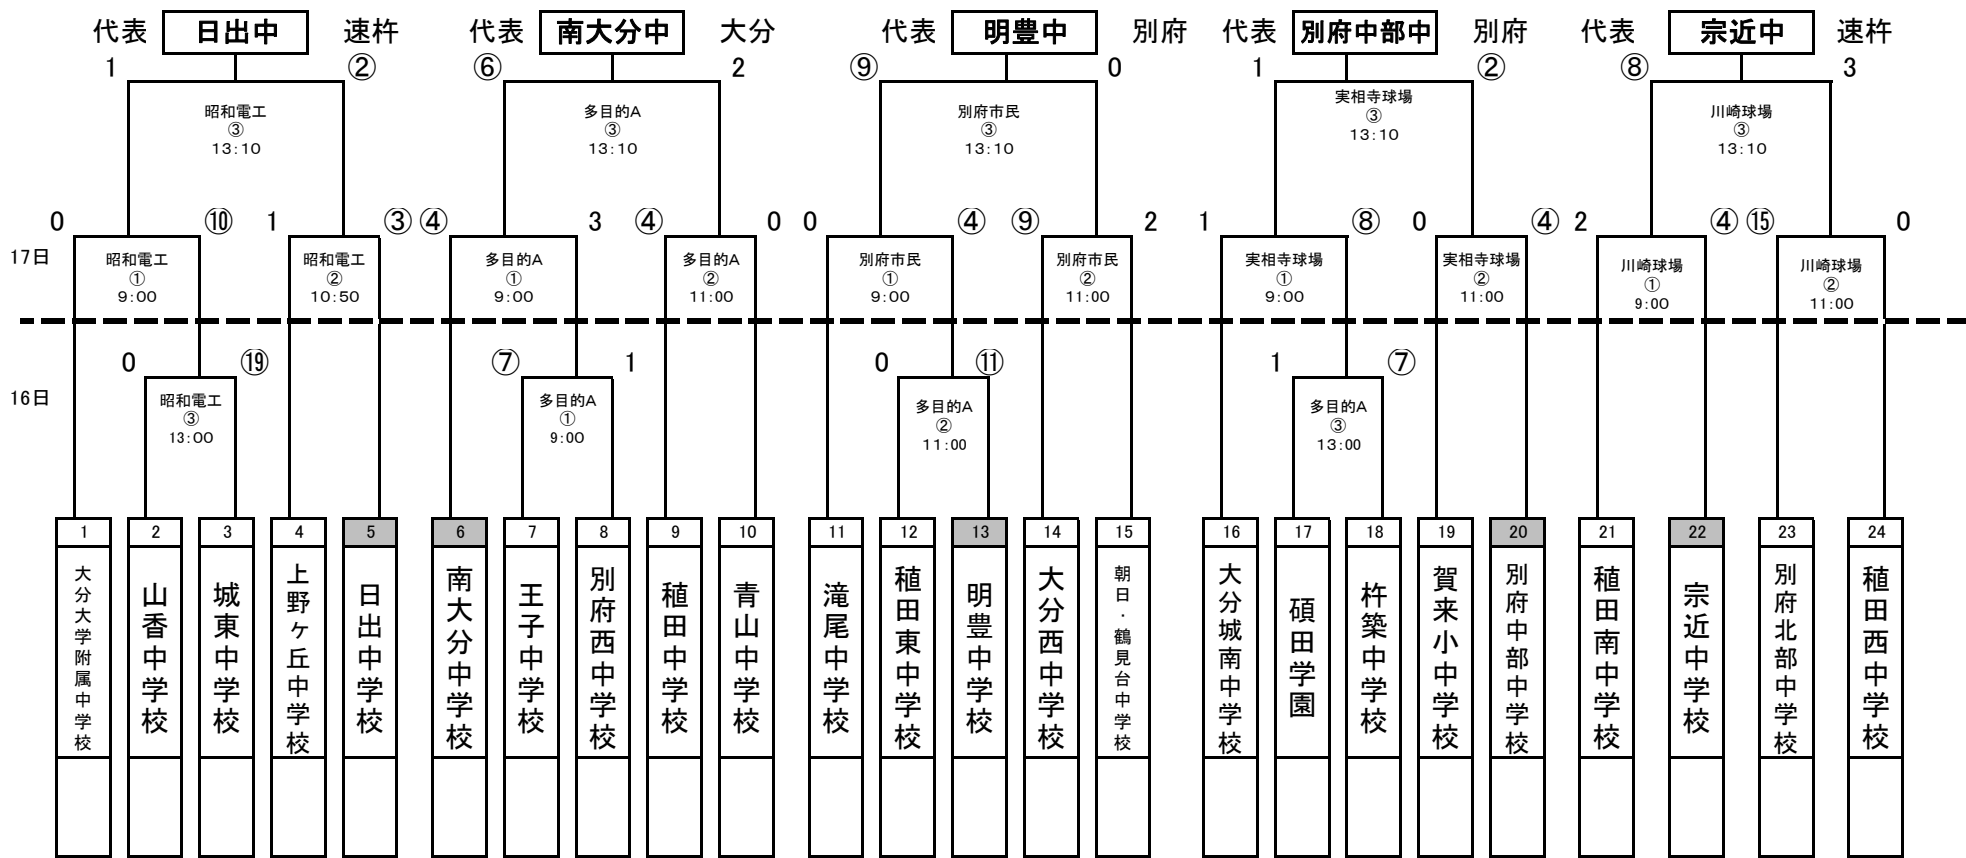 代表 日出中 速杵 代表 南大分中 大分 代表 明豊中 別府 代表 別府中部中 別府 代表 宗近中 速杵
1 ② ⑥ 2 ⑨ 0 1 ② ⑧ 3
昭和電工 多目的A 別府市民 実相寺球場 川崎球場
③ ③ ③ ③ ③
13:10 13:10 13:10 13:10 13:10
0 ⑩ 1 ③ ④ 3 ④ 0 0 ④ ⑨ 2 1 ⑧ 0 ④ 2 ④ ⑮ 0
17日 昭和電工 昭和電工 多目的A 多目的A 別府市民 別府市民 実相寺球場 実相寺球場 川崎球場 川崎球場
① ② ① ② ① ② ① ② ① ②
9:00 10:50 9:00 11:00 9:00 11:00 9:00 11:00 9:00 11:00
0 ⑲ ⑦ 1 0 ⑪ 1 ⑦
16日 昭和電工 多目的A 多目的A 多目的A
③ ① ② ③
13:00 9:00 11:00 13:00
1 2 3 4 5 6 7 8 9 10 11 12 13 14 15 16 17 18 19 20 21 22 23 24
大分大学附属中学校
山香中学校
城東中学校
上野ヶ丘中学校
日出中学校
南大分中学校
王子中学校
別府西中学校
稙田中学校
青山中学校
滝尾中学校
稙田東中学校
明豊中学校
大分西中学校
朝日・鶴見台中学校
大分城南中学校
碩田学園
杵築中学校
賀来小中学校
別府中部中学校
稙田南中学校
宗近中学校
別府北部中学校
稙田西中学校